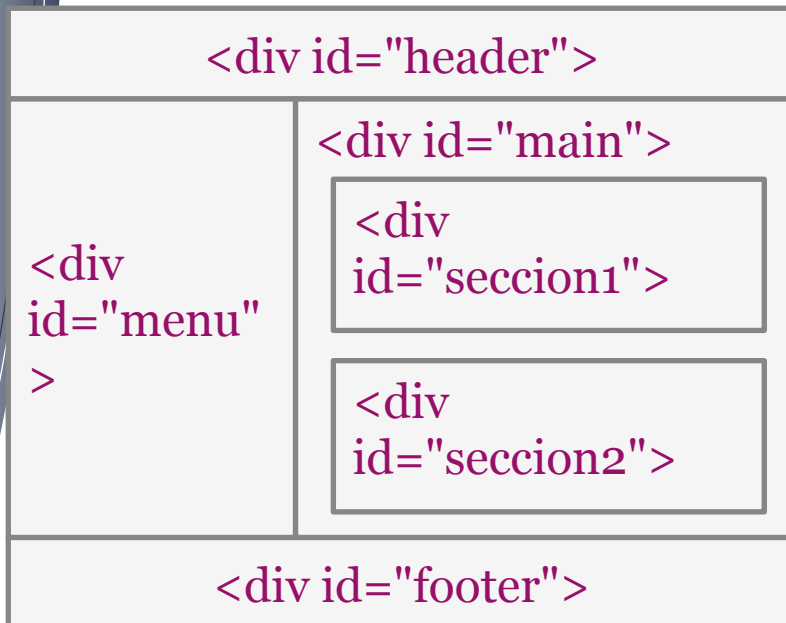 <div id="header">
<div id="main">
<div
id="menu"
>
<div
id="seccion1">
<div
id="seccion2">
<div id="footer">